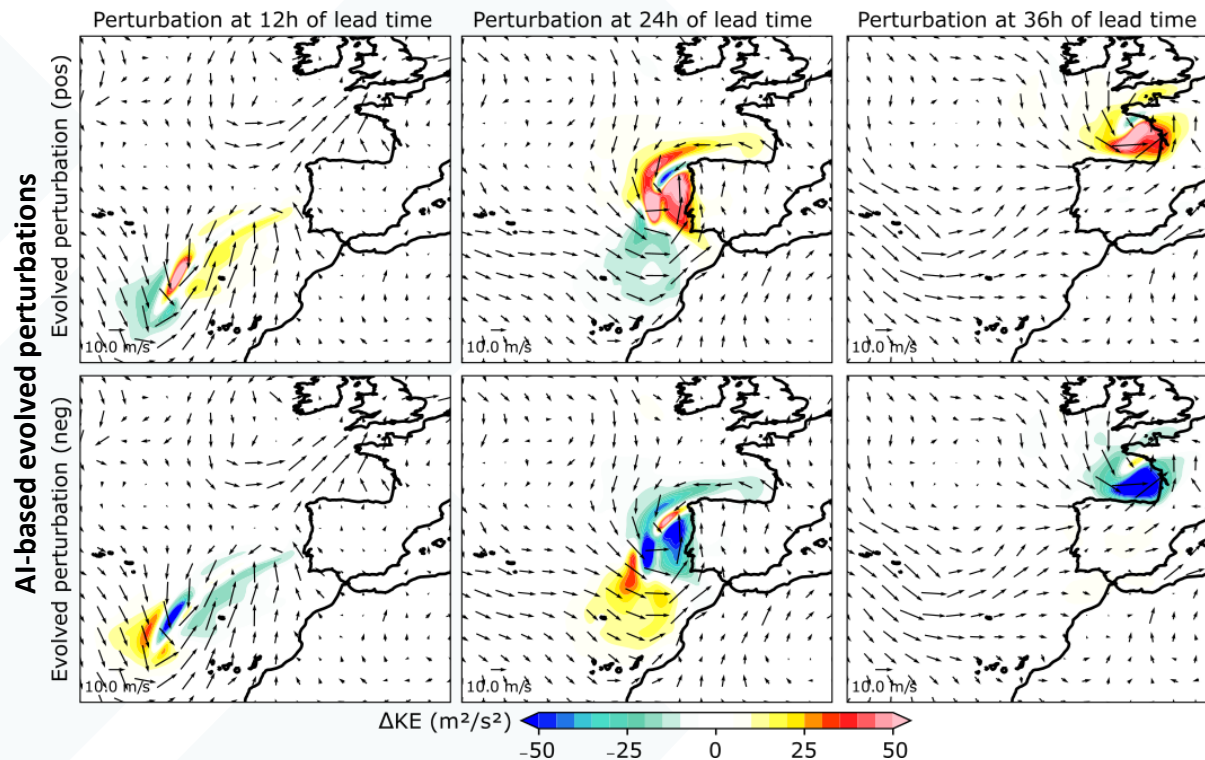 Perturbation at 12h of lead time
Perturbation at 24h of lead time
Perturbation at 36h of lead time
AI-based evolved perturbations
Evolved perturbation (pos)
10.0 m/s
10.0 m/s
10.0 m/s
Evolved perturbation (neg)
10.0 m/s
10.0 m/s
10.0 m/s
ΔKE (m²/s²)
−50 −25 0 25 50